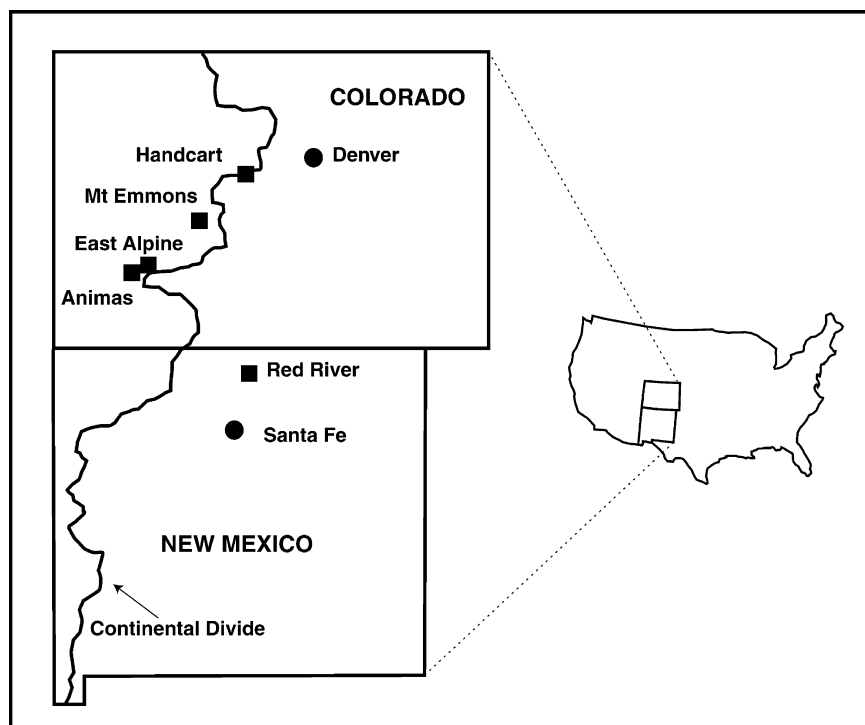 COLORADO
Handcart
Denver
Mt Emmons
East Alpine
Animas
Red River
Santa Fe
NEW MEXICO
Continental Divide